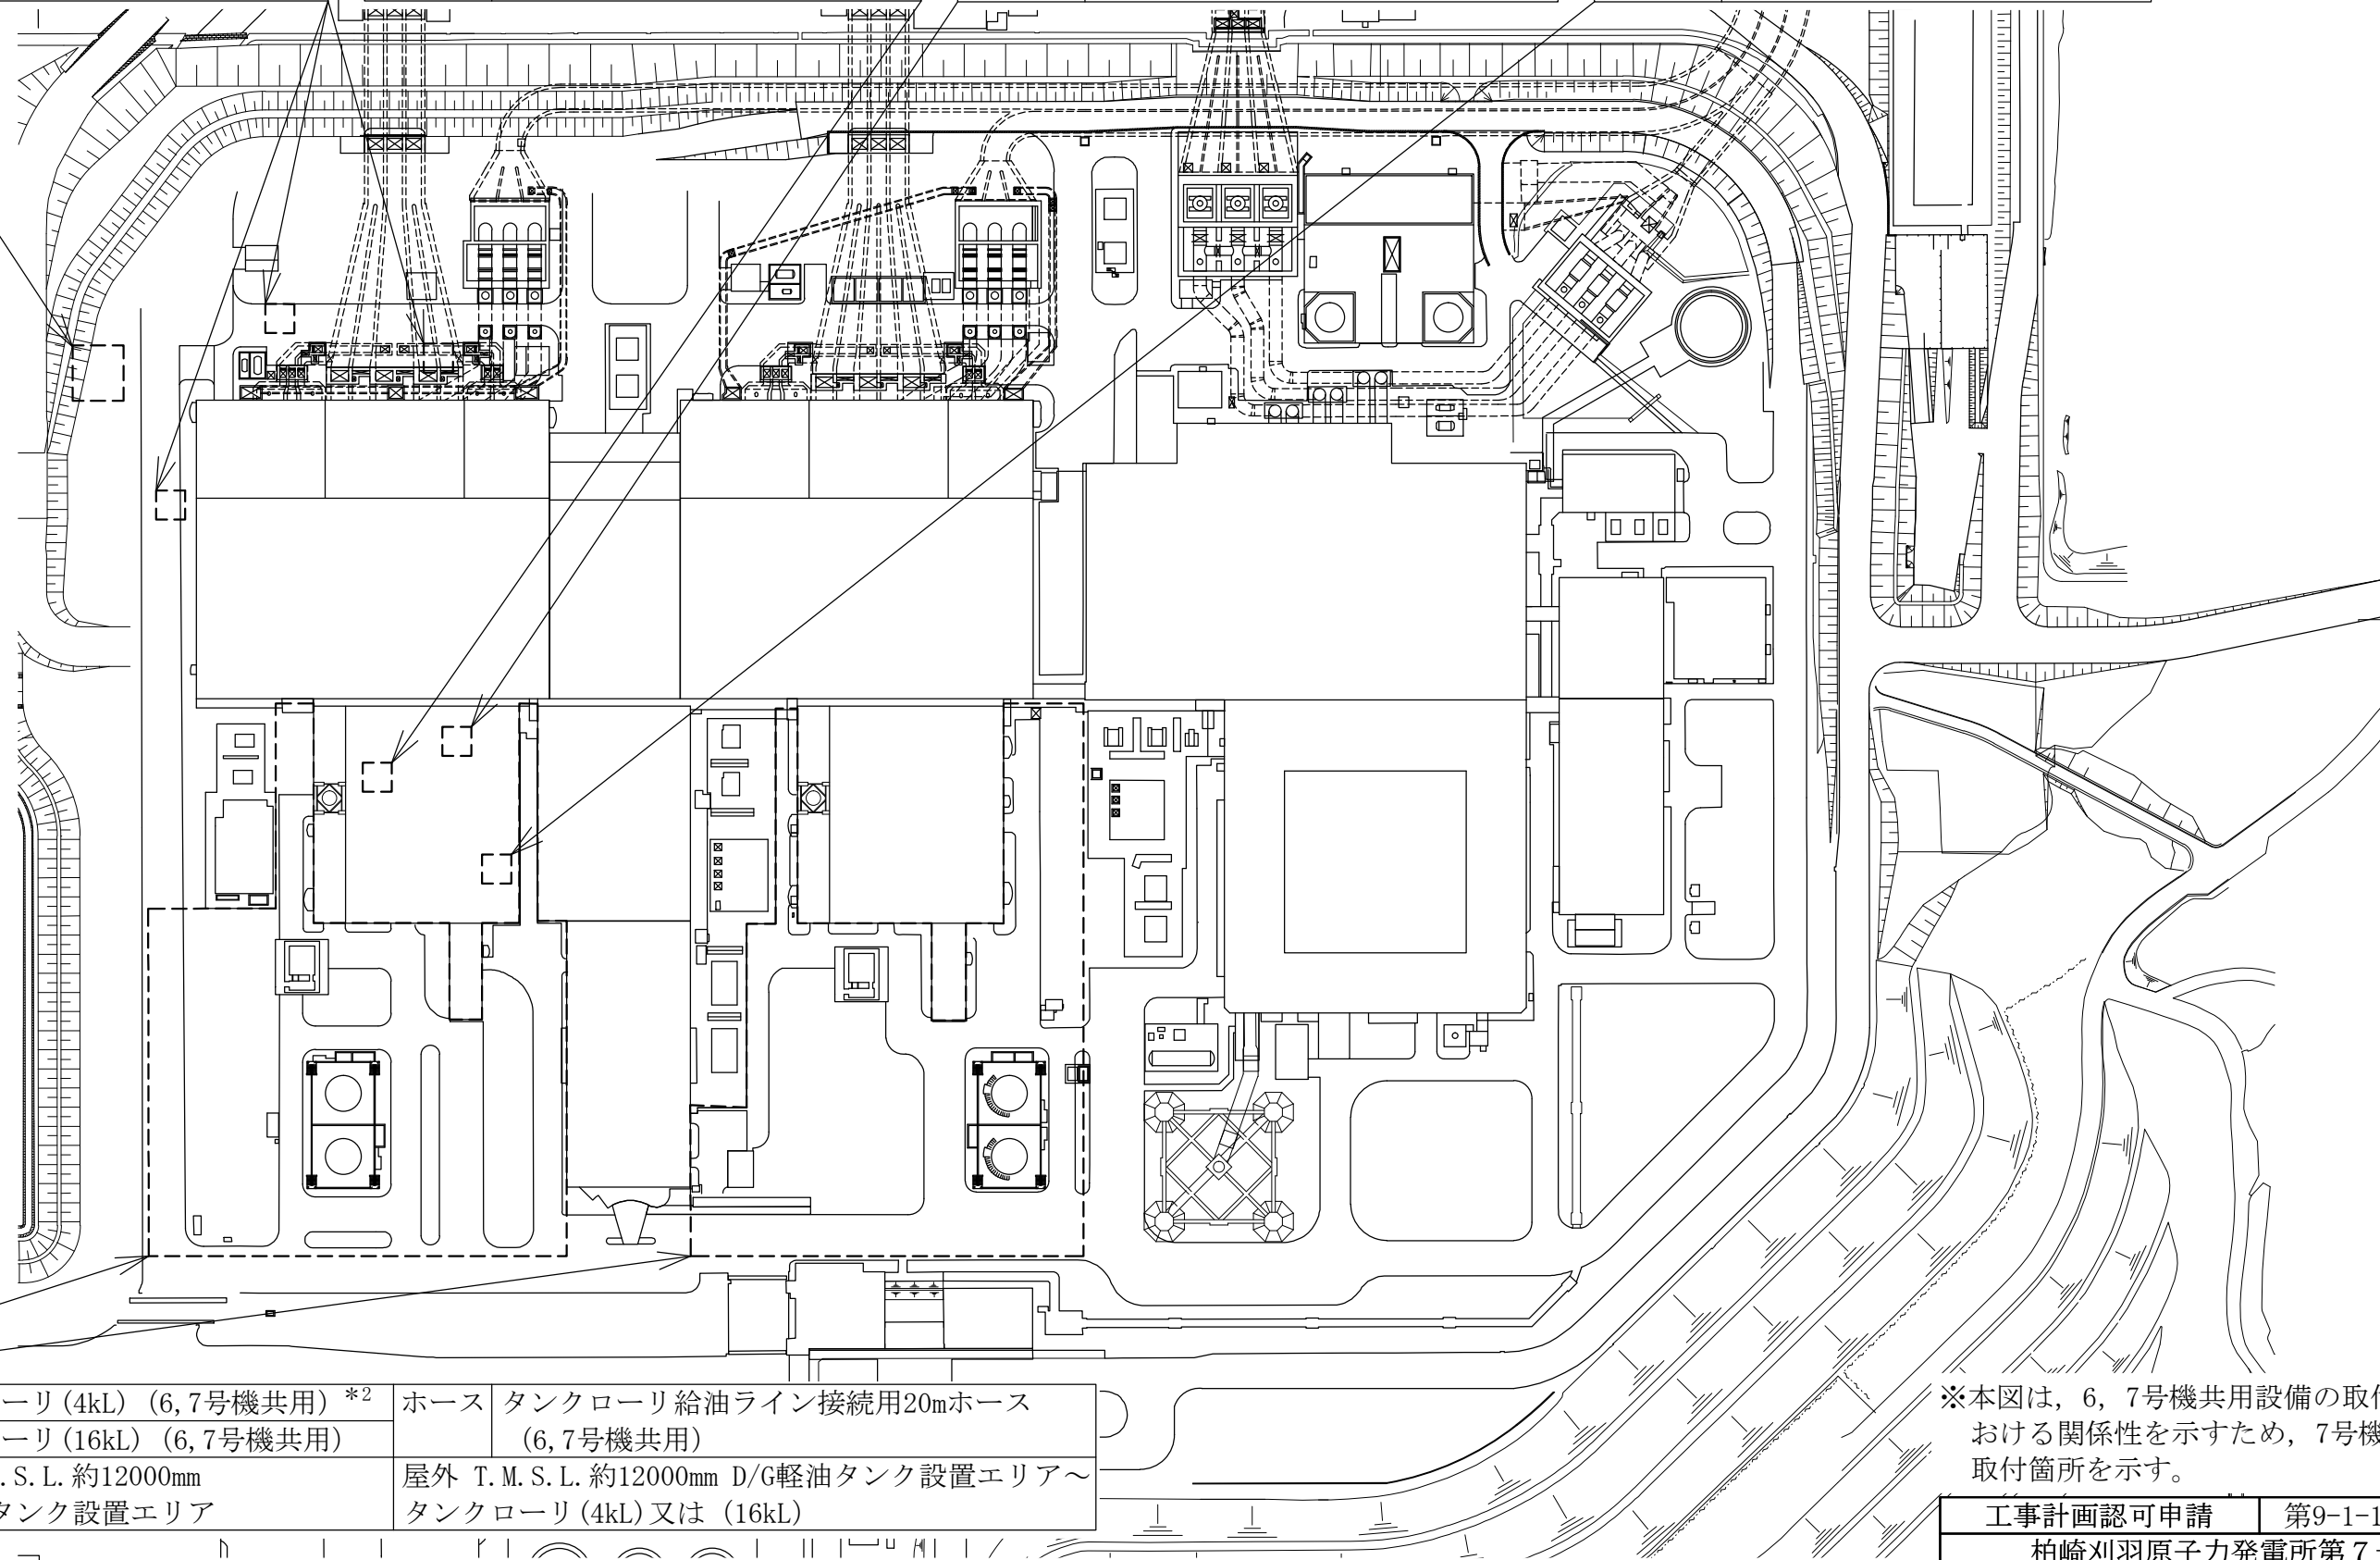 ーリ(4kL) (6,7号機共用) *2
ーリ(16kL) (6,7号機共用)
.S.L.約12000mm
タンク設置エリア
ホース タンクローリ給油ライン接続用20mホース
(6,7号機共用)
屋外 T.M.S.L.約12000mm D/G軽油タンク設置エリア～
タンクローリ(4kL)又は (16kL)
※本図は, 6, 7号機共用設備の取付
おける関係性を示すため, 7号機
取付箇所を示す。
工事計画認可申請 第9-1-1
柏崎刈羽原子力発電所第7